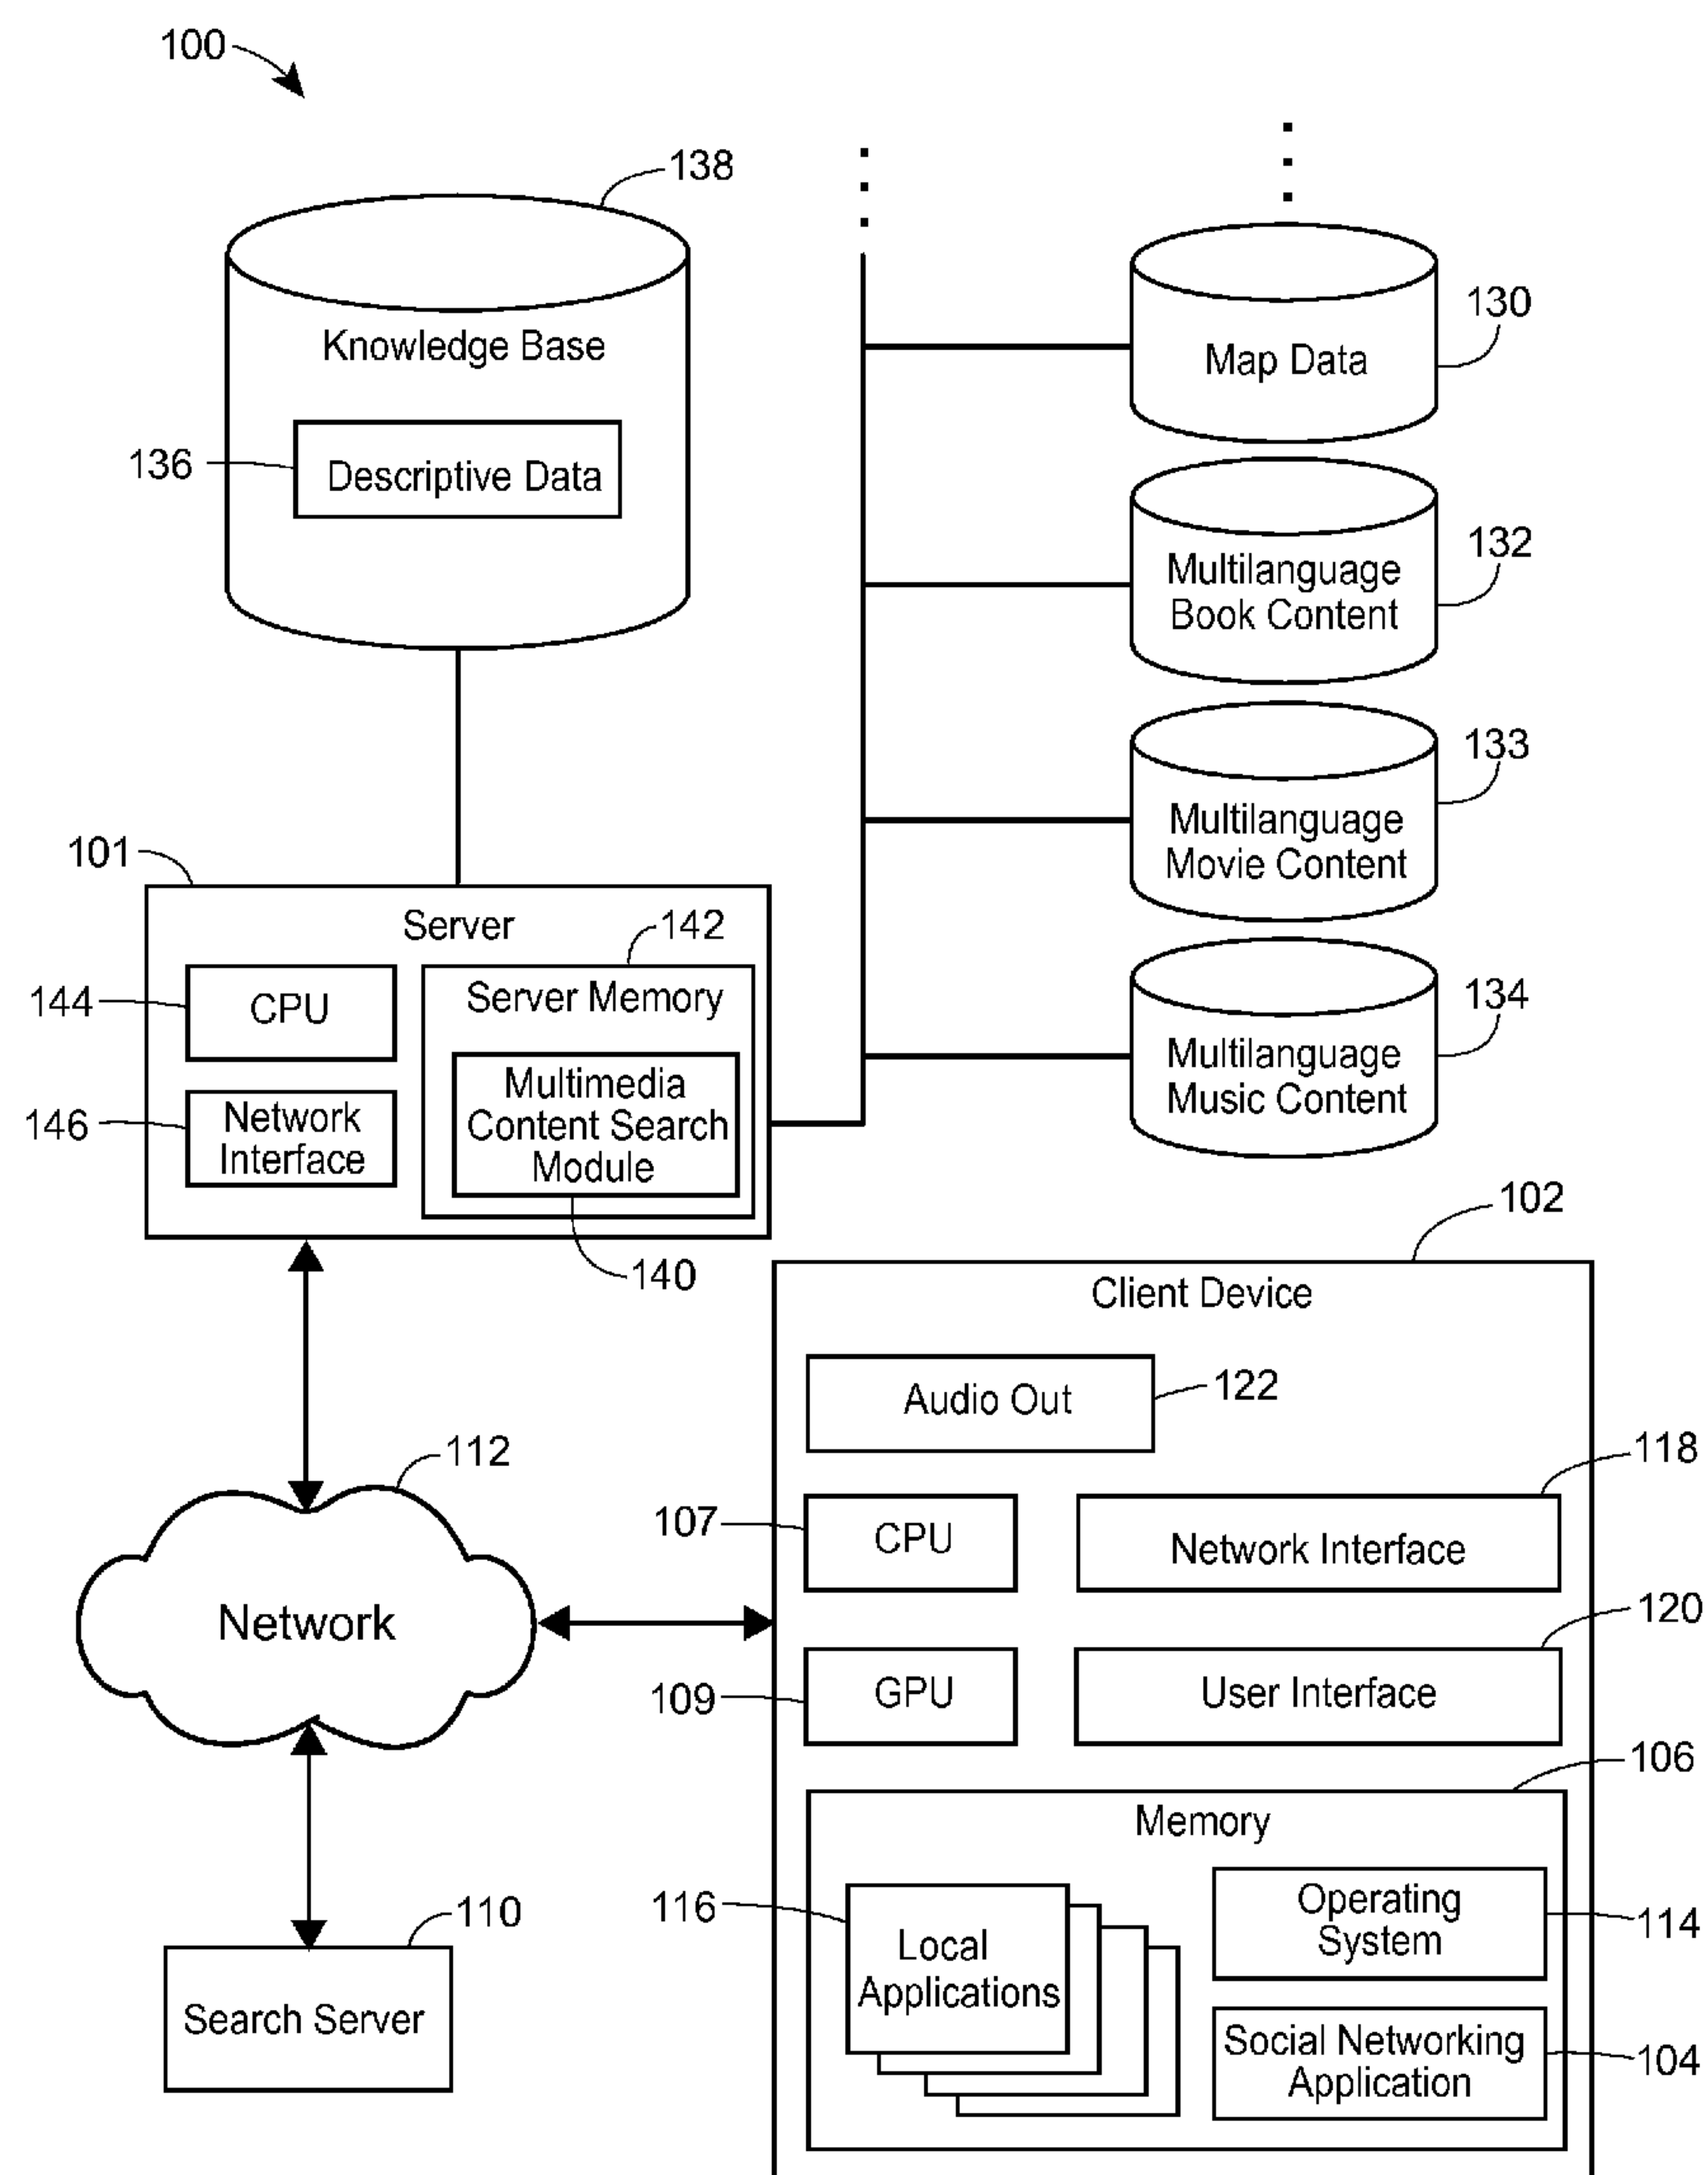 100
138
Knowledge Base
136
Descriptive Data
130
Map Data
132
Multilanguage
Book Content
133
Multilanguage
Movie Content
134
Multilanguage
Music Content
101
Server
142
144
CPU
Server Memory
146
Network
Interface
Multimedia
Content Search
Module
140
102
Client Device
Audio Out
122
112
Network
107
CPU
118
Network Interface
109
GPU
120
User Interface
106
Memory
116
Local
Applications
Operating
System
114
Social Networking
Application
104
110
Search Server